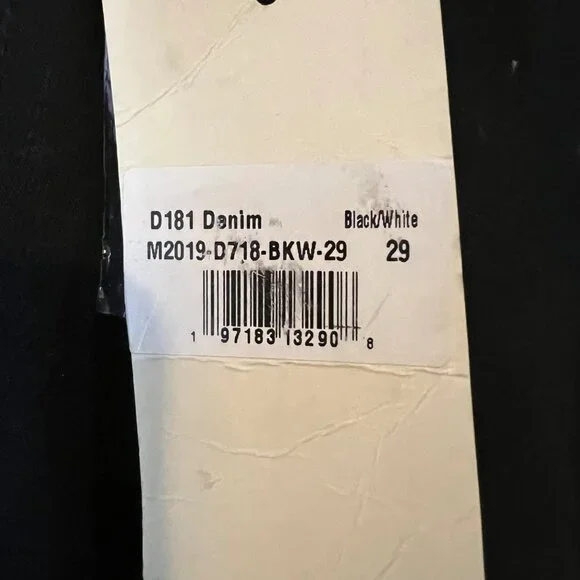 D181 Denim Black/White
M2019-D718-BKW-29 29
1 97183 13290 8